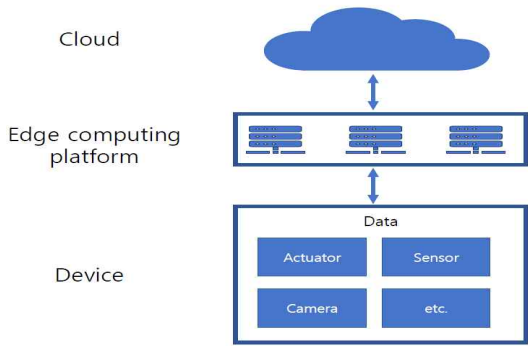 Cloud
Edge computing
platform
Device
Data
Actuator
Sensor
Camera
etc.